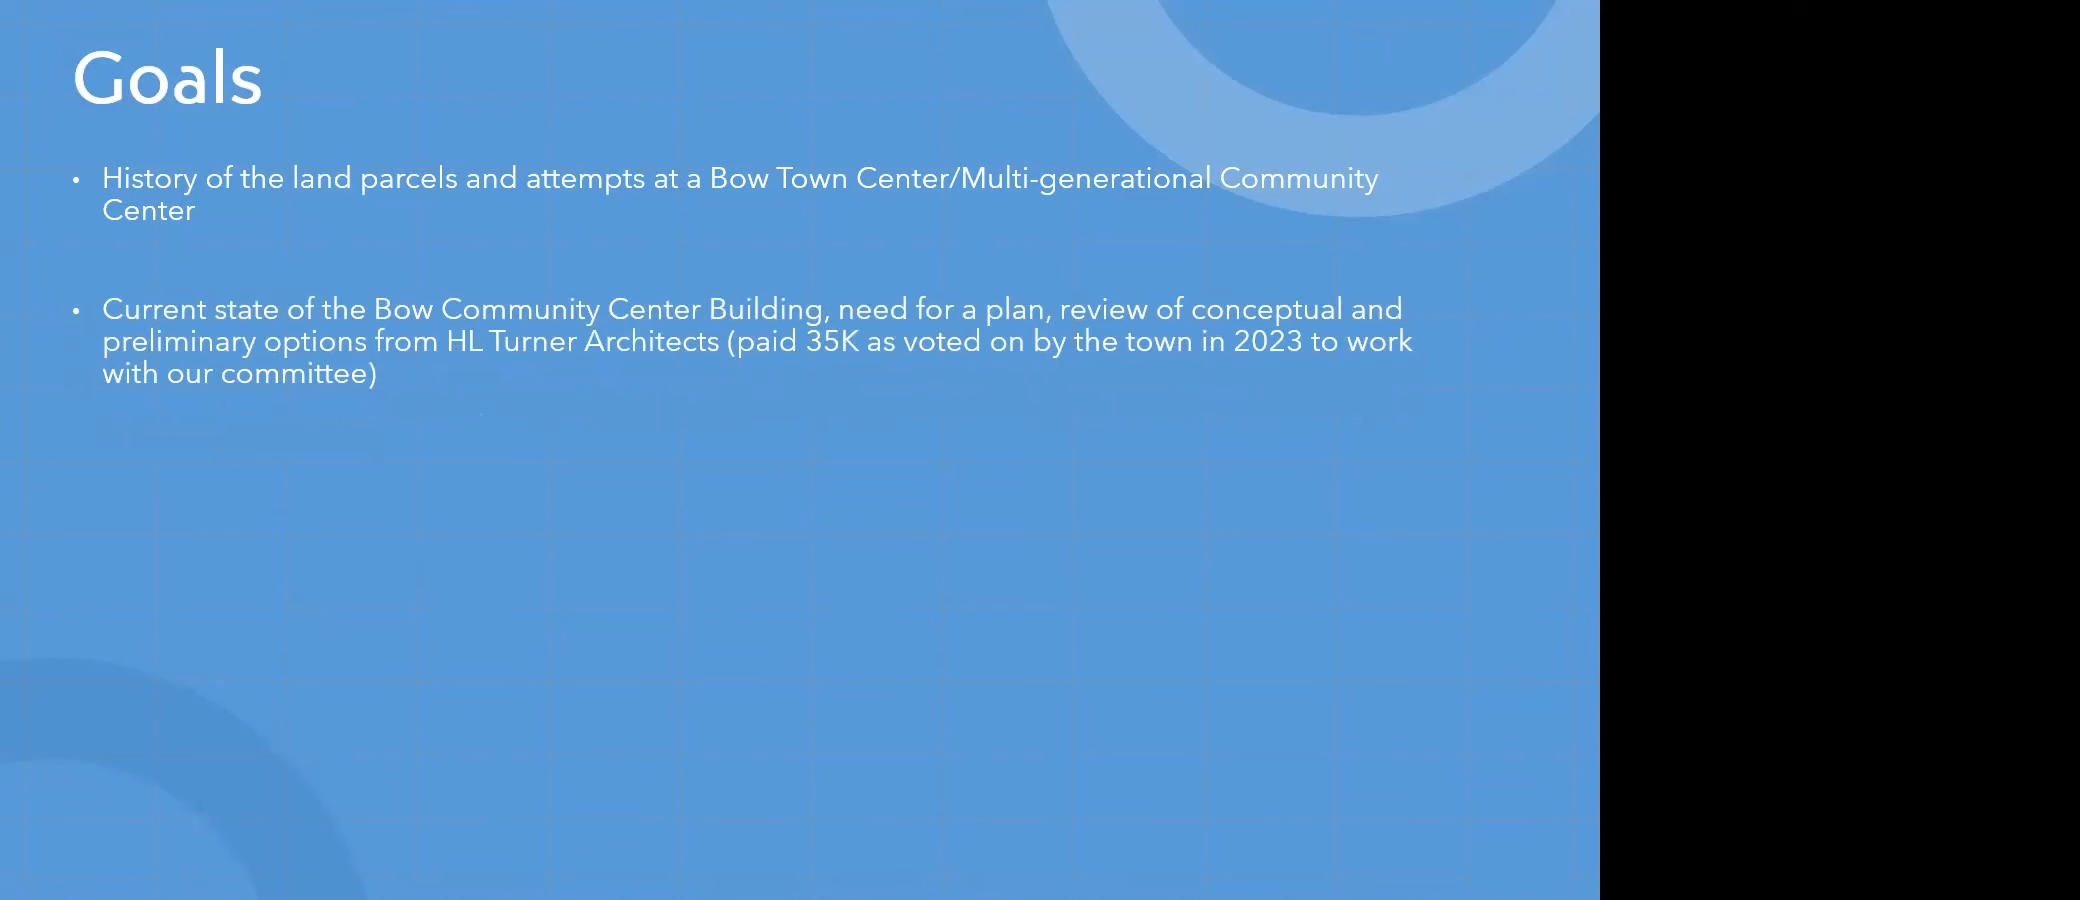 Goals
• History of the land parcels and attempts at a Bow Town Center/Multi-generational Community
Center
• Current state of the Bow Community Center Building, need for a plan, review of conceptual and
preliminary options from HL Turner Architects (paid 35K as voted on by the town in 2023 to work
with our committee)